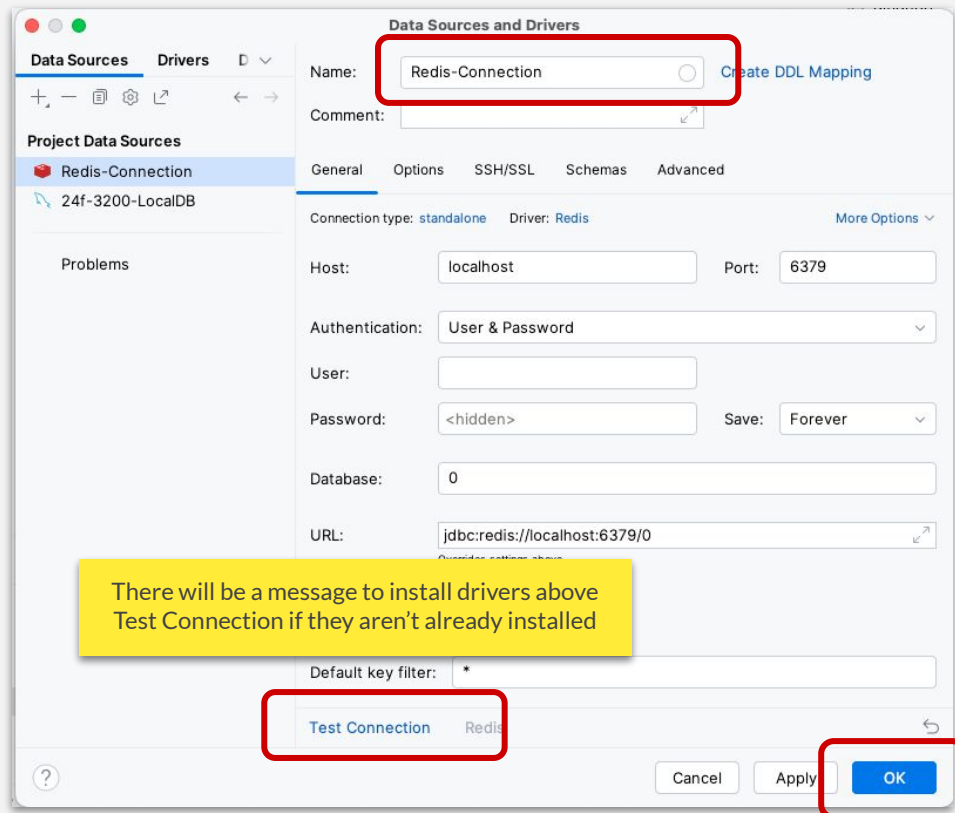 Data Sources and Drivers
Data Sources Drivers D
Name: Redis-Connection Create DDL Mapping
Comment:
Project Data Sources
Redis-Connection
24f-3200-LocalDB
Problems
General Options SSH/SSL Schemas Advanced
Connection type: standalone Driver: Redis More Options
Host: localhost Port: 6379
Authentication: User & Password
User:
Password: <hidden> Save: Forever
Database: 0
URL: jdbc:redis://localhost:6379/0
Overrides settings above
There will be a message to install drivers above
Test Connection if they aren't already installed
Default key filter: *
Test Connection Redis
? Cancel Apply OK